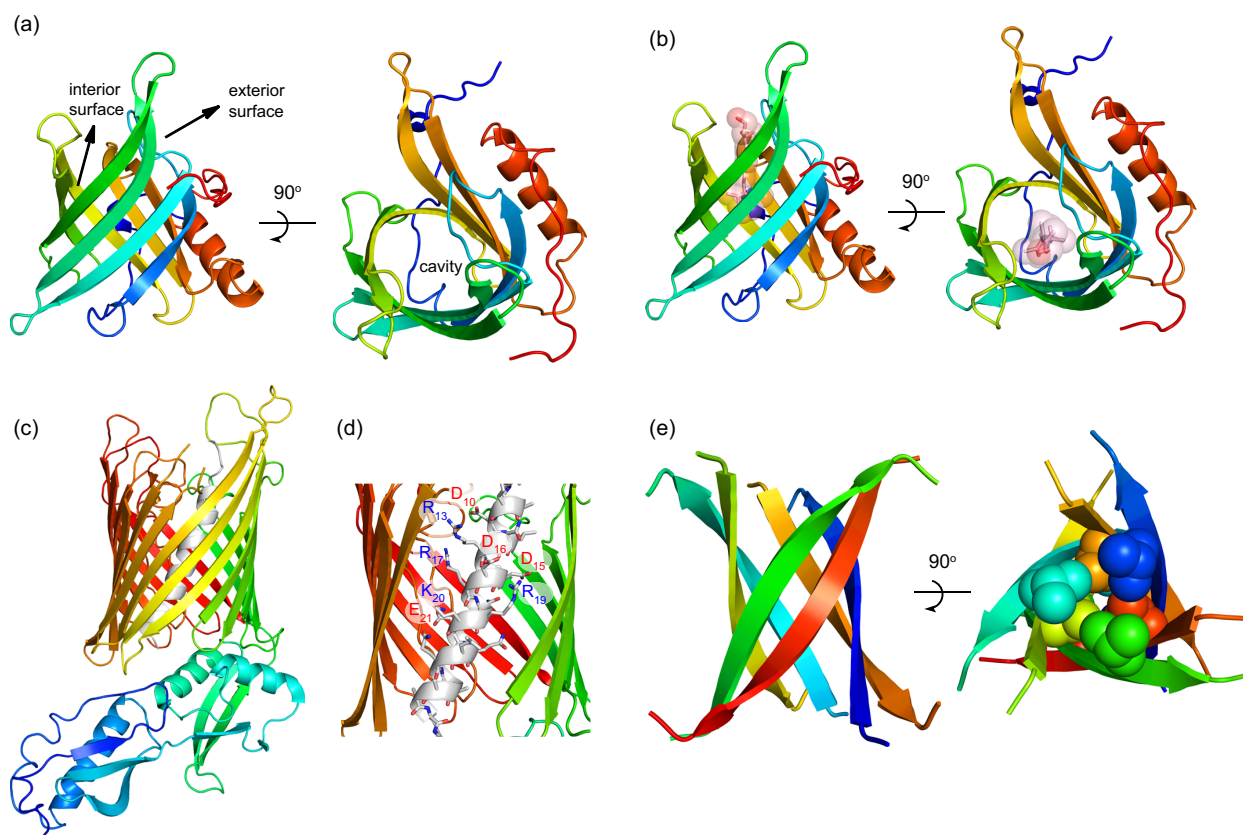 (a)
interior
surface
exterior
surface
90°
cavity
(b)
90°
(c)
(d)
D10
R13
D16
R17
D15
K20
R19
E21
(e)
90°